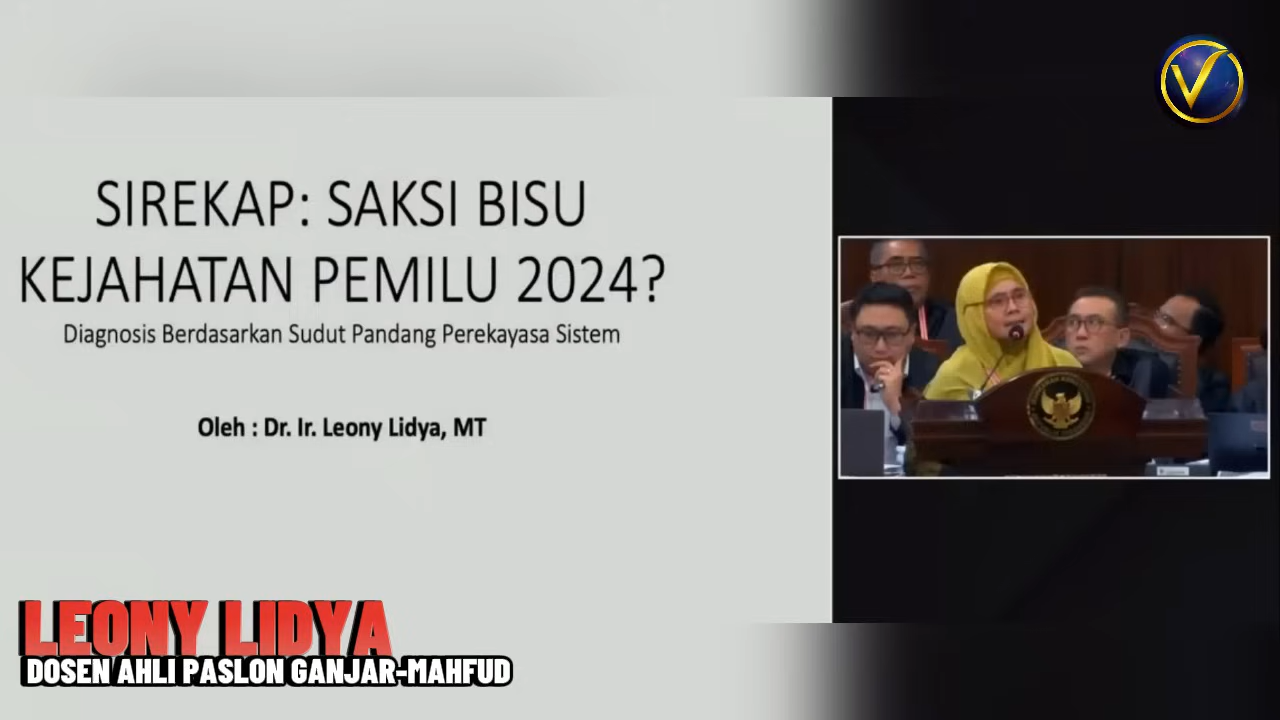 SIREKAP: SAKSI BISU
KEJAHATAN PEMILU 2024?
Diagnosis Berdasarkan Sudut Pandang Perekayasa Sistem
Oleh : Dr. Ir. Leony Lidya, MT
LEONY LIDYA
DOSEN AHLI PASLON GANJAR-MAHFUD